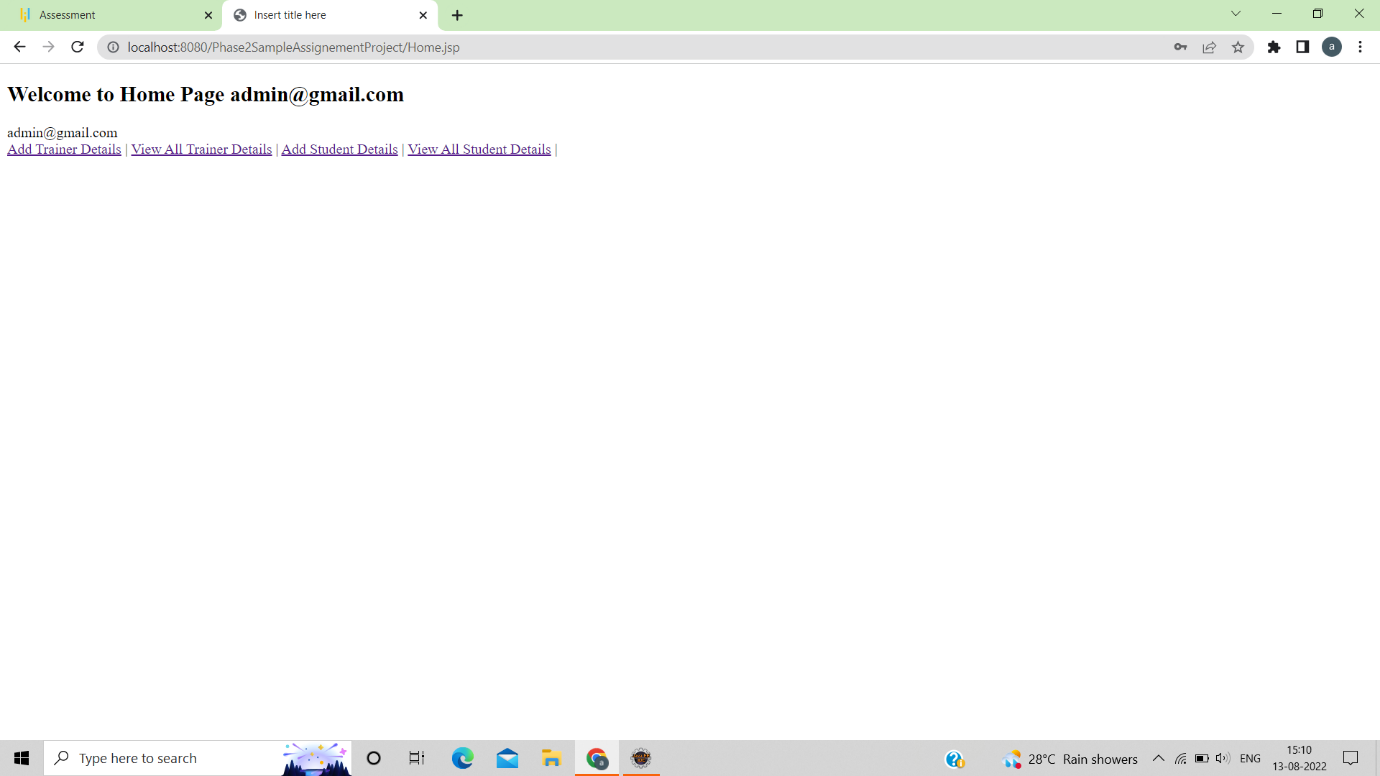 Assessment
Insert title here
localhost:8080/Phase2SampleAssignementProject/Home.jsp
a
Welcome to Home Page admin@gmail.com
admin@gmail.com
Add Trainer Details | View All Trainer Details | Add Student Details | View All Student Details |
Type here to search
28°C Rain showers
ENG
15:10
13-08-2022